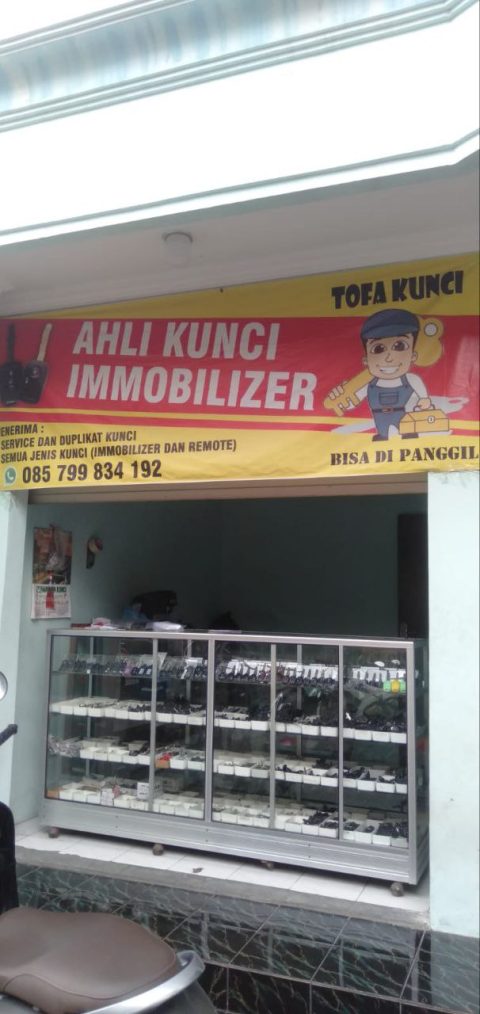 TOFA KUNCI
AHLI KUNCI
IMMOBILIZER
ENERIMA :
SERVICE DAN DUPLIKAT KUNCI
SEMUA JENIS KUNCI (IMMOBILIZER DAN REMOTE)
085 799 834 192
BISA DI PANGGIL